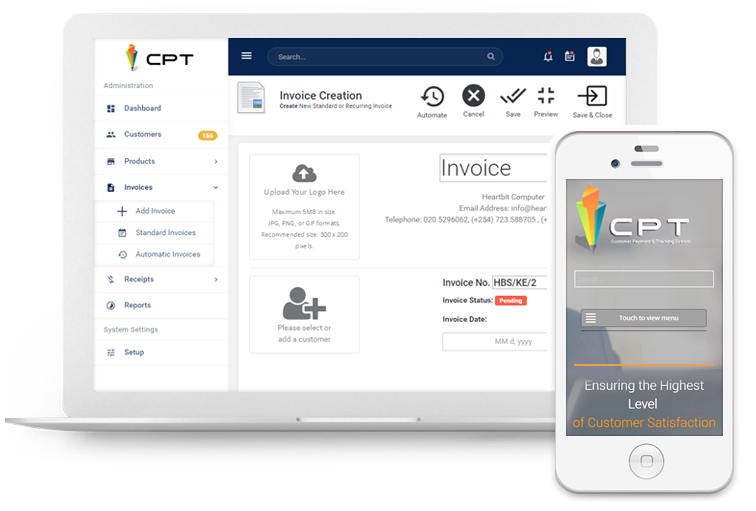 CPT
Search...
Administration
Dashboard
Customers
155
Products
Invoices
Add Invoice
Standard Invoices
Automatic Invoices
Receipts
Reports
System Settings
Setup
Invoice Creation
Create New Standard or Recurring Invoice
Automate
Cancel
Save
Preview
Save & Close
Upload Your Logo Here
Maximum 5MB in size.
JPG, PNG, or GIF formats.
Recommended size: 300 x 200
pixels.
Invoice
Heartbit Computer
Email Address: info@hear
Telephone: 020 5296062, (+254) 723 588705 , (+
Please select or
add a customer
Invoice No. HBS/KE/2
Invoice Status: Pending
Invoice Date:
MM d, yyyy
CPT
Customer Payment & Tracking System
Touch to view menu
Ensuring the Highest
Level
of Customer Satisfaction